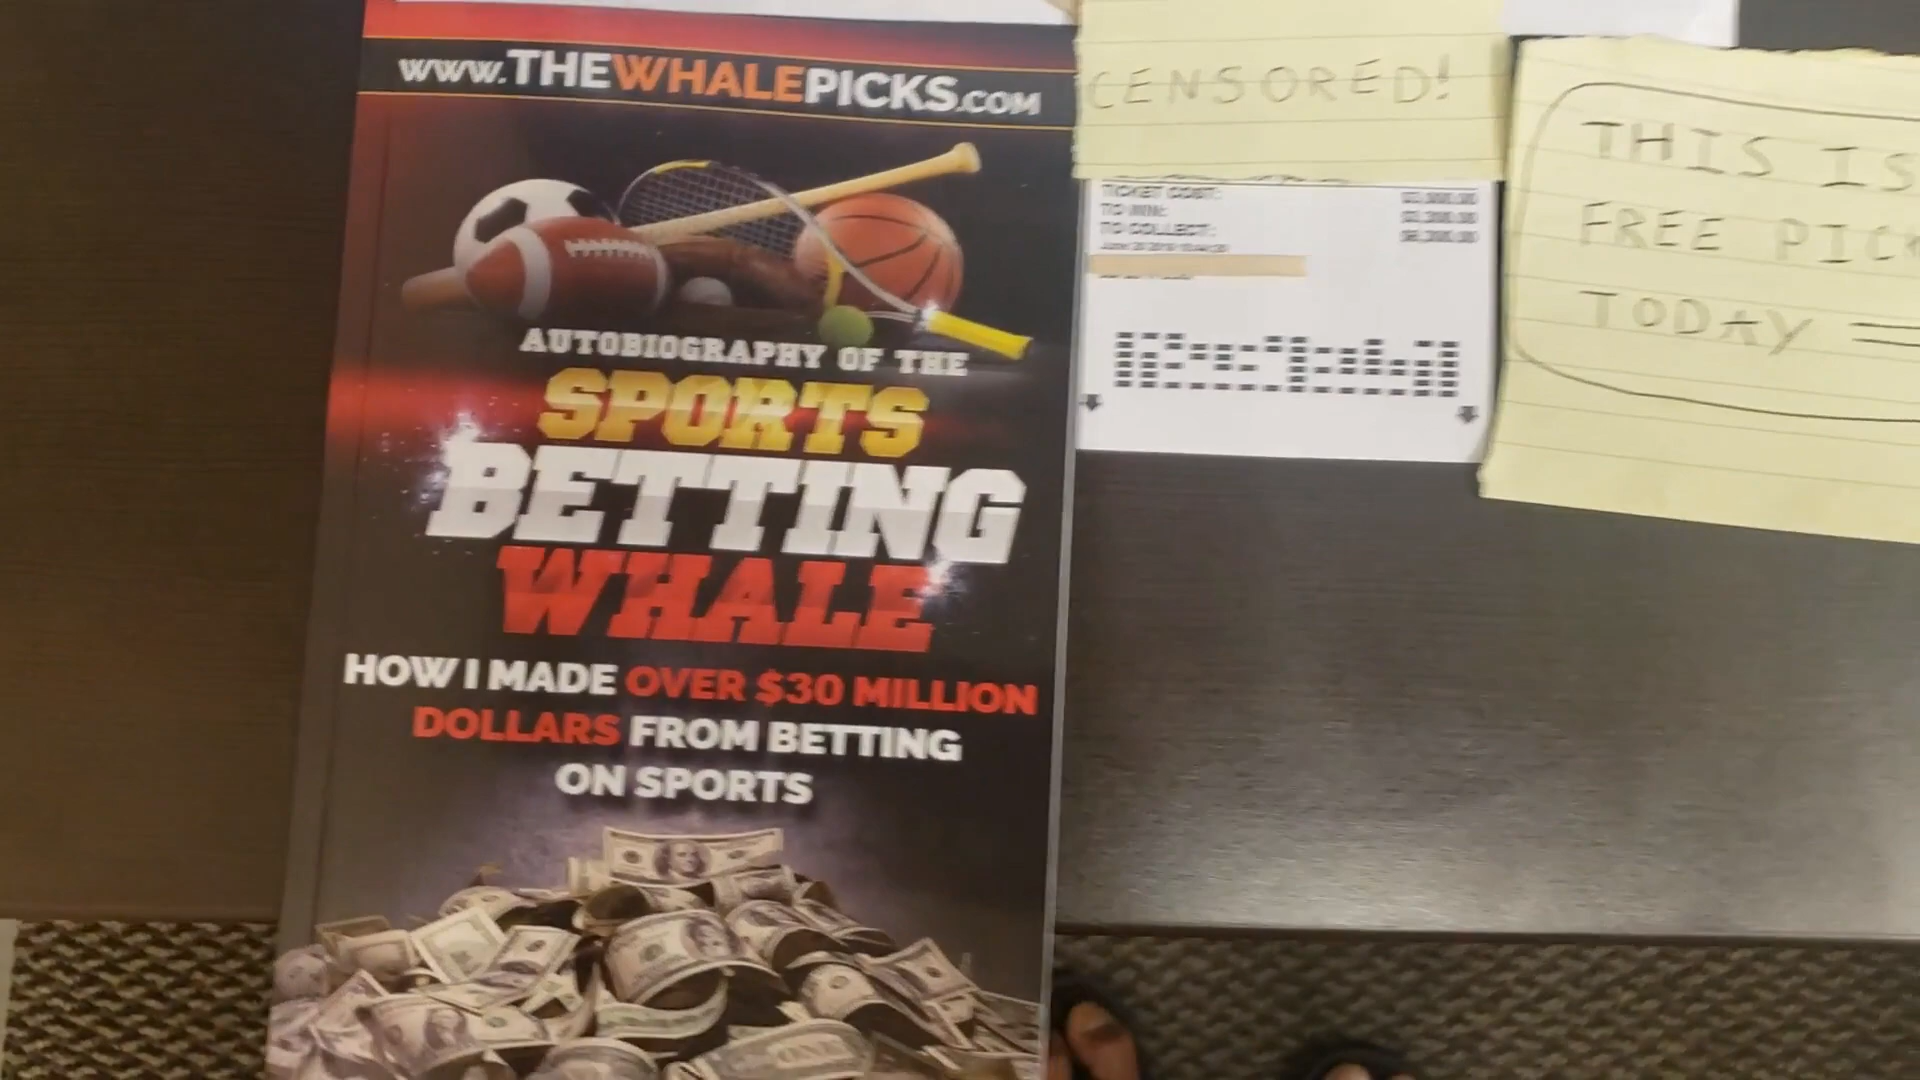 www.THEWHALEPICKS.COM
AUTOBIOGRAPHY OF THE
SPORTS
BETTING
WHALE
HOW I MADE OVER $30 MILLION
DOLLARS FROM BETTING
ON SPORTS
CENSORED!
TICKET COST:
TO WIN:
TO COLLECT:
THIS IS
FREE PICK
TODAY